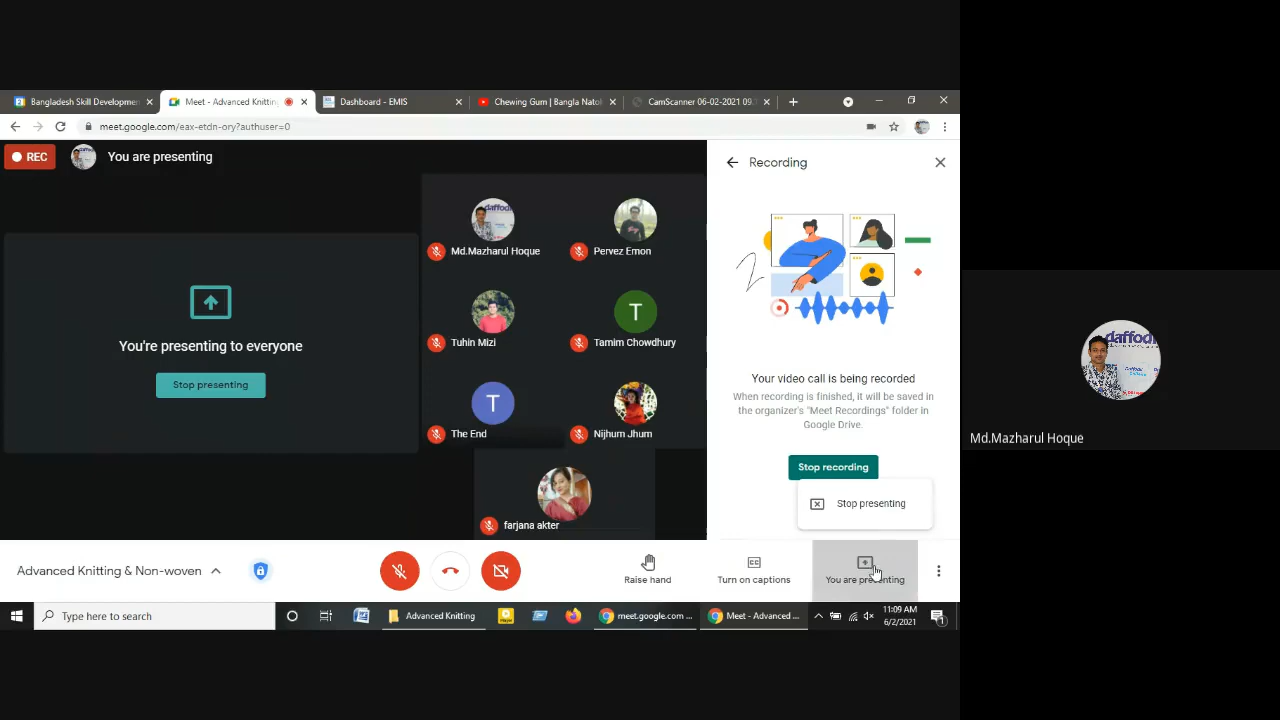 Bangladesh Skill Developmen
Meet - Advanced Knitting
Dashboard - EMIS
Chewing Gum | Bangla Natok
CamScanner 06-02-2021 09.
meet.google.com/eax-etdn-ory?authuser=0
REC
You are presenting
Recording
Md.Mazharul Hoque
Pervez Emon
You're presenting to everyone
Stop presenting
Tuhin Mizi
T
Tamim Chowdhury
T
The End
Nijhum Jhum
farjana akter
Your video call is being recorded
When recording is finished, it will be saved in
the organizer's "Meet Recordings" folder in
Google Drive.
Stop recording
Stop presenting
Advanced Knitting & Non-woven
Raise hand
CC
Turn on captions
You are presenting
Type here to search
Advanced Knitting
meet.google.com ...
Meet - Advanced ...
11:09 AM
6/2/2021
1
daffodi
Md.Mazharul Hoque